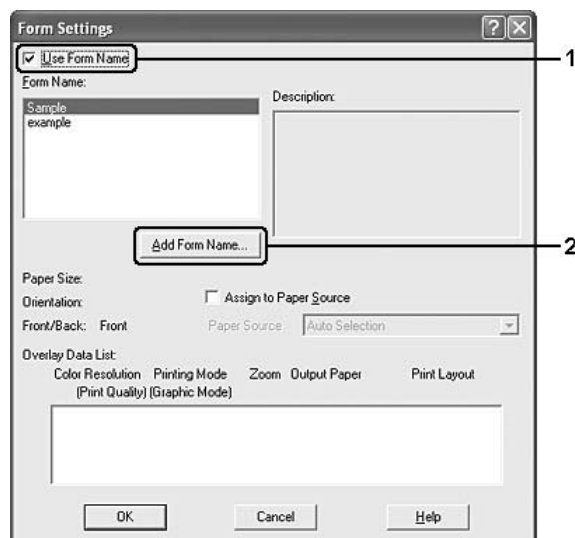 Form Settings
Use Form Name
1
Form Name:
Description:
Sample
example
Add Form Name...
2
Paper Size:
Orientation:
Assign to Paper Source
Front/Back: Front
Paper Source
Auto Selection
Overlay Data List:
Color Resolution Printing Mode Zoom Output Paper Print Layout
(Print Quality) (Graphic Mode)
OK
Cancel
Help